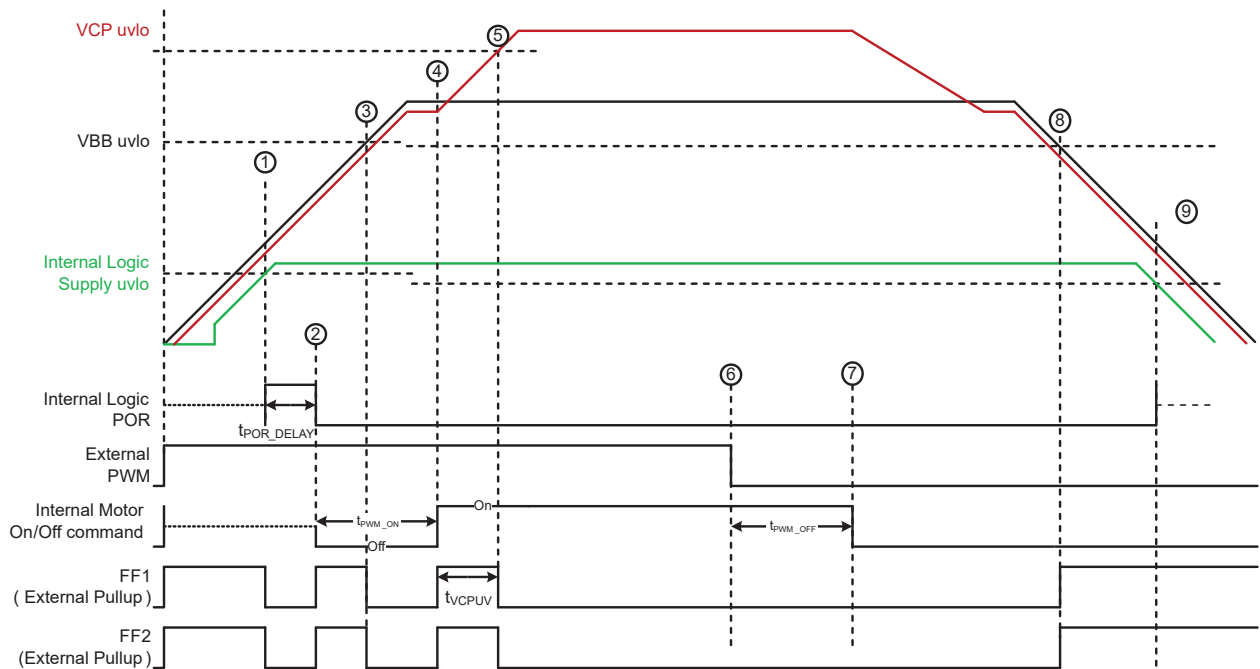 VCP uvlo
⑤
④
③
VBB uvlo
⑧
①
⑨
Internal Logic
Supply uvlo
②
⑥
⑦
Internal Logic
POR
tPOR_DELAY
External
PWM
Internal Motor
On/Off command
On
tPWM_ON
tPWM_OFF
Off
FF1
( External Pullup )
tVCPUV
FF2
(External Pullup )